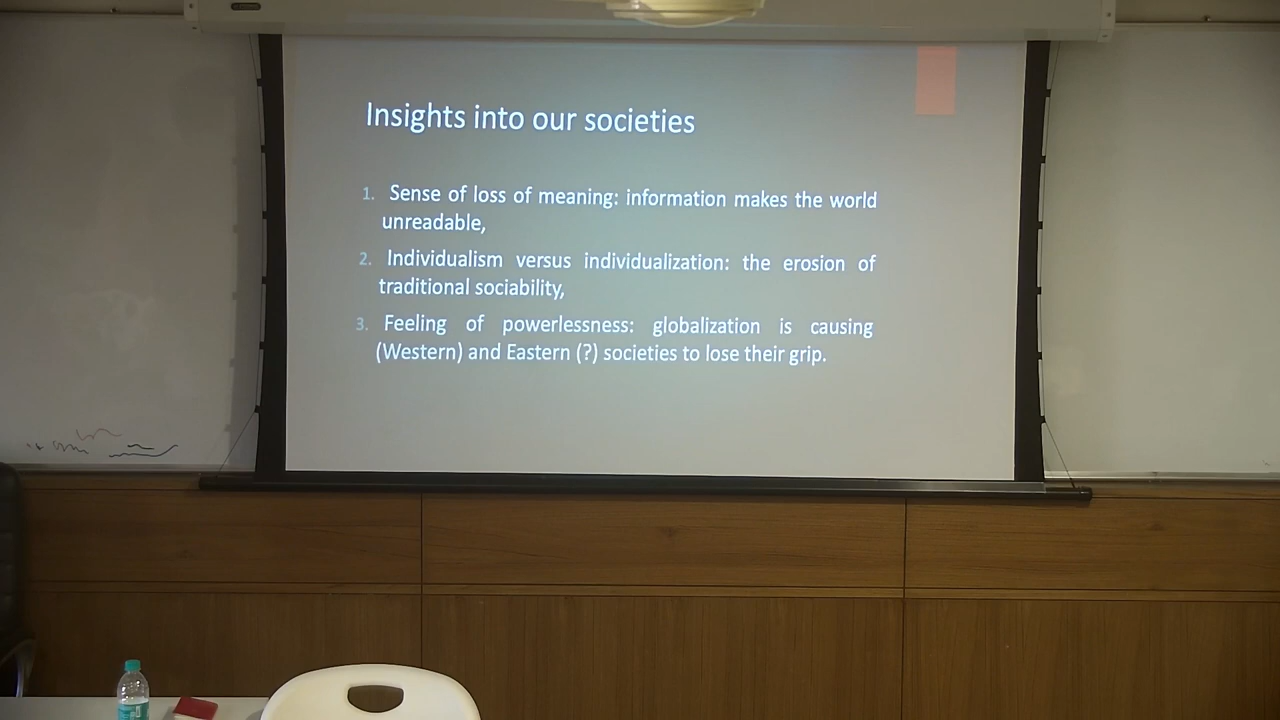 Insights into our societies
1. Sense of loss of meaning: information makes the world
unreadable,
2. Individualism versus individualization: the erosion of
traditional sociability,
3. Feeling of powerlessness: globalization is causing
(Western) and Eastern (?) societies to lose their grip.